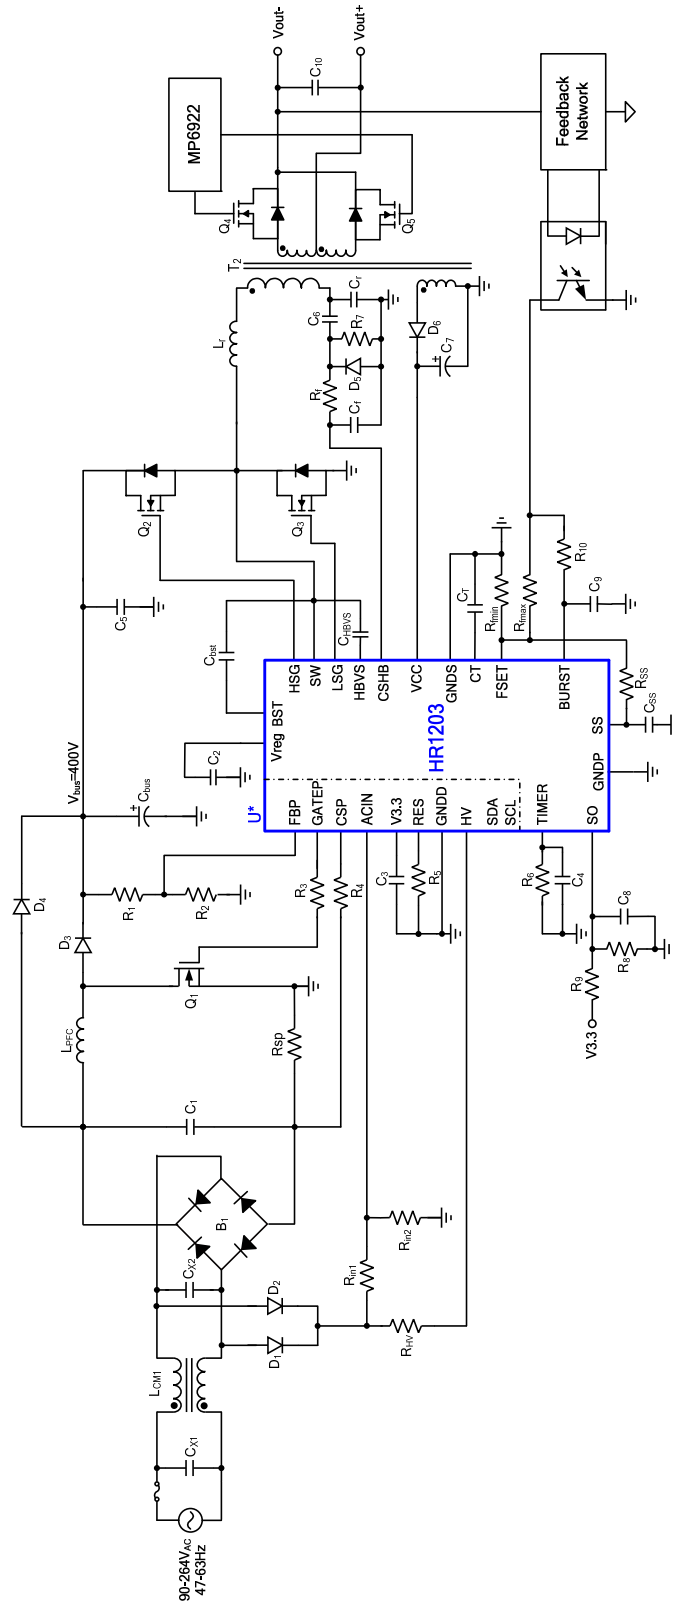 Vout-
Vout+
C10
MP6922
Feedback
Network
Q4
Q5
T2
Lr
C6
Cr
R7
D6
C7
Rf
D5
Cf
Q2
Q3
C5
Cbst
CHBVS
CT
Rfmin
Rfmax
R10
C9
RSS
CSS
Vbus=400V
Cbus
C2
HSG
SW
LSG
HBVS
CSHB
VCC
GNDS
CT
FSET
BURST
BST
Vreg
HR1203
SS
GNDP
U*
FBP
GATEP
CSP
ACIN
V3.3
RES
GNDD
HV
SDA
SCL
TIMER
SO
D4
D3
R1
R2
R3
R4
C3
R5
R6
C4
C8
R8
R9
V3.3
LPFC
Q1
Rsp
C1
B1
CX2
D2
D1
Rin1
Rin2
RHV
LCM1
CX1
90-264VAC
47-63Hz